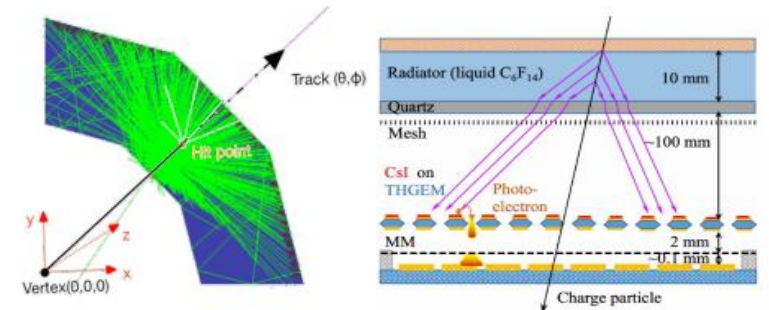 Track (θ,ϕ)
Hit point
y
z
x
Vertex(0,0,0)
Radiator (liquid C₆F₁₄)
10 mm
Quartz
Mesh
~100 mm
CsI on
THGEM
Photo-
electron
MM
2 mm
~0.1 mm
Charge particle